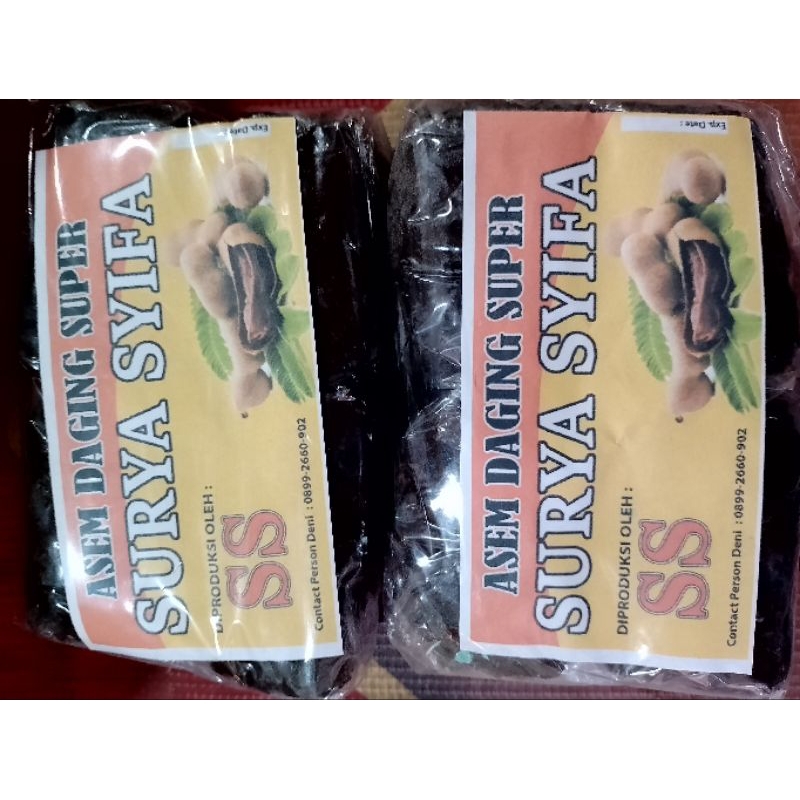 ASEM DAGING SUPER
SURYA SYIFA
Exp. Date :
DIPRODUKSI OLEH :
SS
Contact Person Deni : 0899-2660-902
ASEM DAGING SUPER
SURYA SYIFA
Exp. Date :
DIPRODUKSI OLEH :
SS
Contact Person Deni : 0899-2660-902